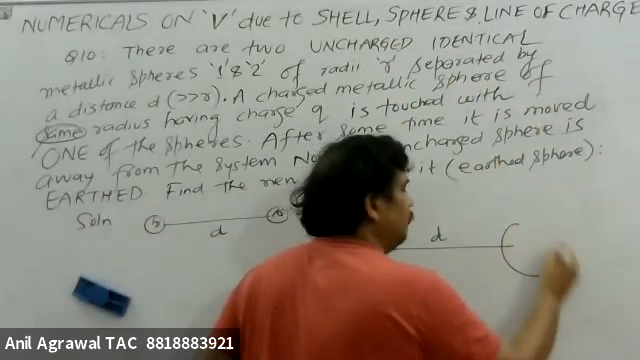 NUMERICALS ON 'V' due to SHELL, SPHERE & LINE OF CHARGE
Q10: There are two UNCHARGED IDENTICAL
metallic spheres '1' & '2' of radii 'r' separated by
a distance d (>>r). A charged metallic sphere of
same radius having charge q is touched with
ONE of the spheres. After some time it is moved
away from the system No uncharged sphere is
EARTHED. Find the it (earthed sphere):
Soln
d
d
Anil Agrawal TAC 8818883921